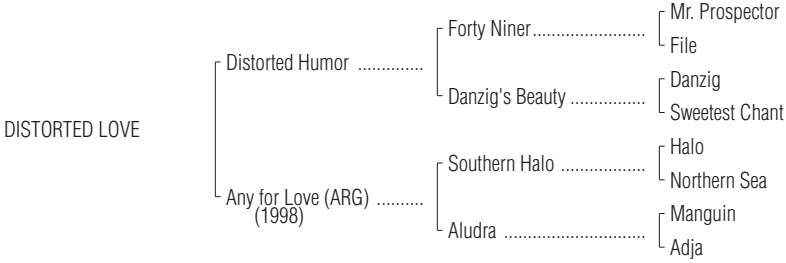 Mr. Prospector
Forty Niner........................
File
Distorted Humor ..............
Danzig
Danzig's Beauty ................
Sweetest Chant
DISTORTED LOVE
Halo
Southern Halo ..................
Northern Sea
Any for Love (ARG) ..........
(1998)
Manguin
Aludra ..............................
Adja